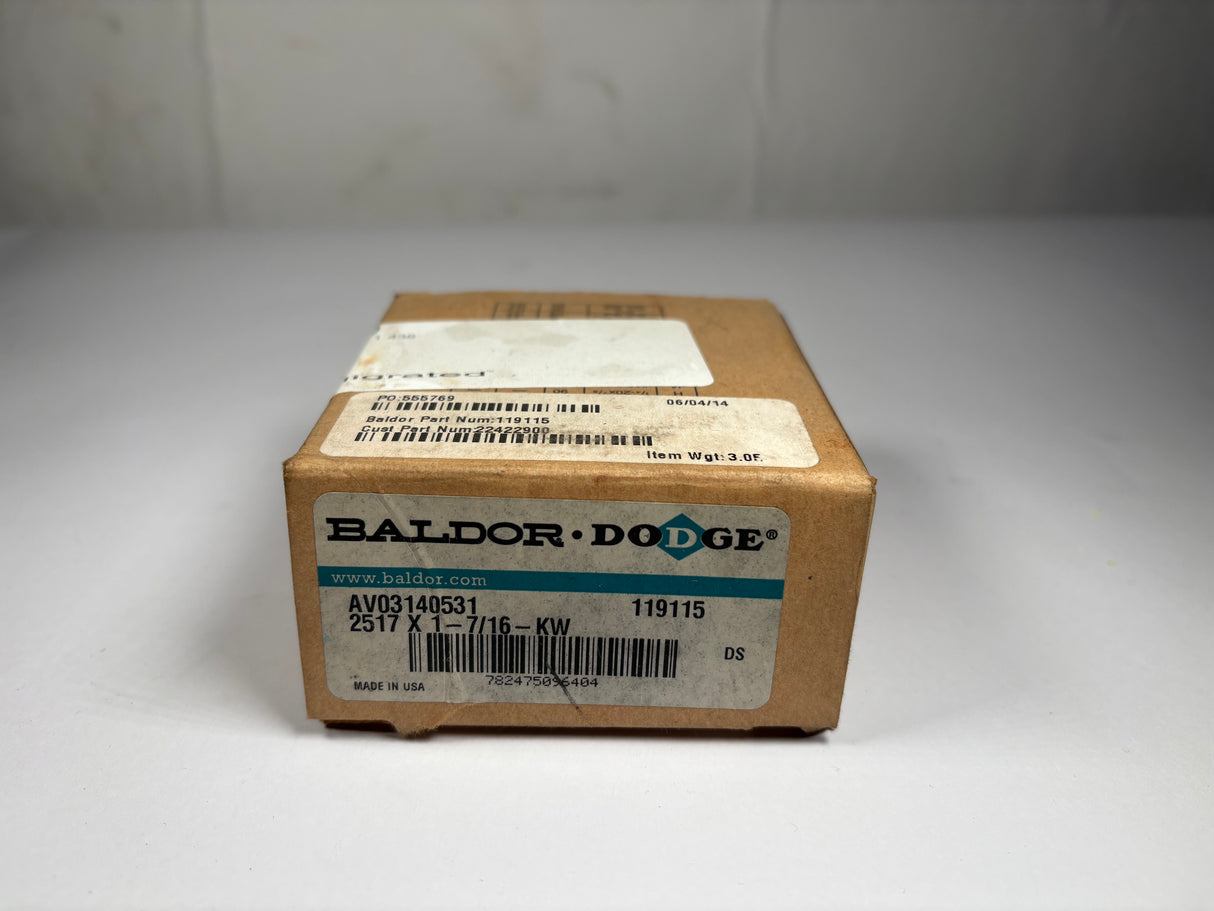 PO:555769 06/04/14
Baldor Part Num:119115
Cust Part Num:22422900
Item Wgt: 3.0
BALDOR • DODGE®
www.baldor.com
AV03140531 119115
2517 X 1-7/16-KW
DS
MADE IN USA 782475096404